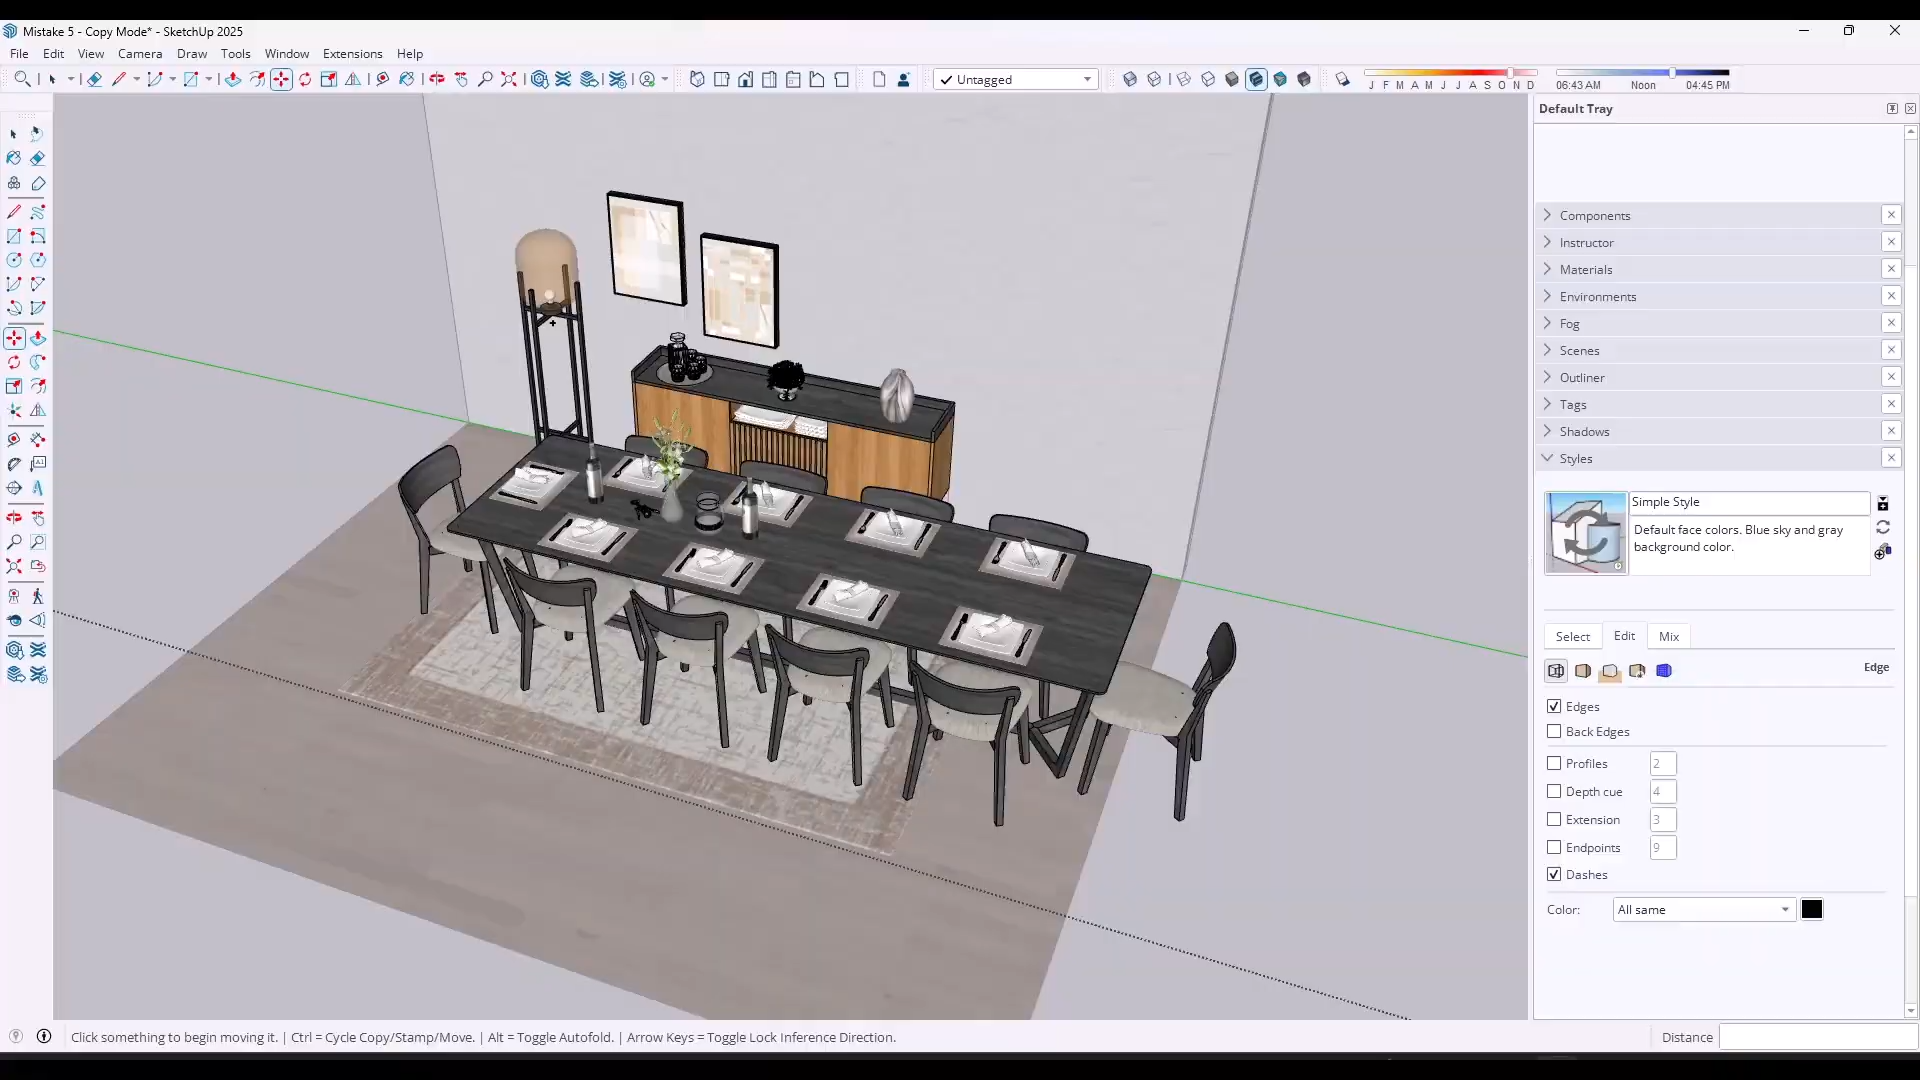 Mistake 5 - Copy Mode* - SketchUp 2025
File Edit View Camera Draw Tools Window Extensions Help
Untagged
J F M A M J J A S O N D
06:43 AM Noon 04:45 PM
Default Tray
Components
Instructor
Materials
Environments
Fog
Scenes
Outliner
Tags
Shadows
Styles
Simple Style
Default face colors. Blue sky and gray
background color.
Select Edit Mix
Edge
Edges
Back Edges
Profiles 2
Depth cue 4
Extension 3
Endpoints 9
Dashes
Color: All same
Click something to begin moving it. | Ctrl = Cycle Copy/Stamp/Move. | Alt = Toggle Autofold. | Arrow Keys = Toggle Lock Inference Direction.
Distance